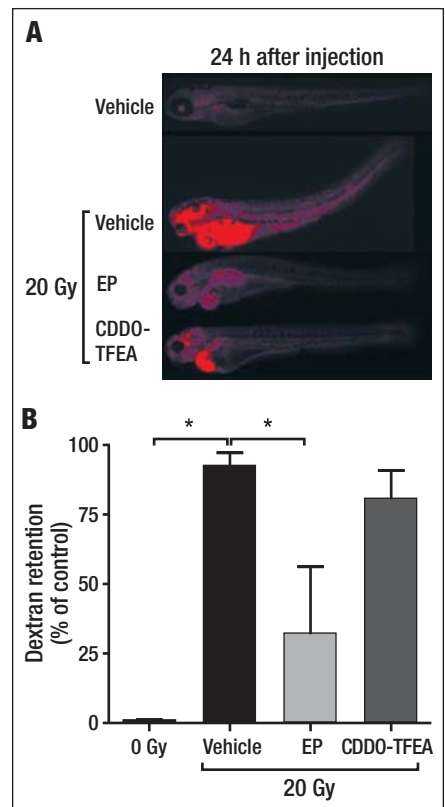 A
24 h after injection
Vehicle
Vehicle
20 Gy
EP
CDDO-
TFEA
B
* *
100
75
50
25
0
Dextran retention
(% of control)
0 Gy Vehicle EP CDDO-TFEA
20 Gy